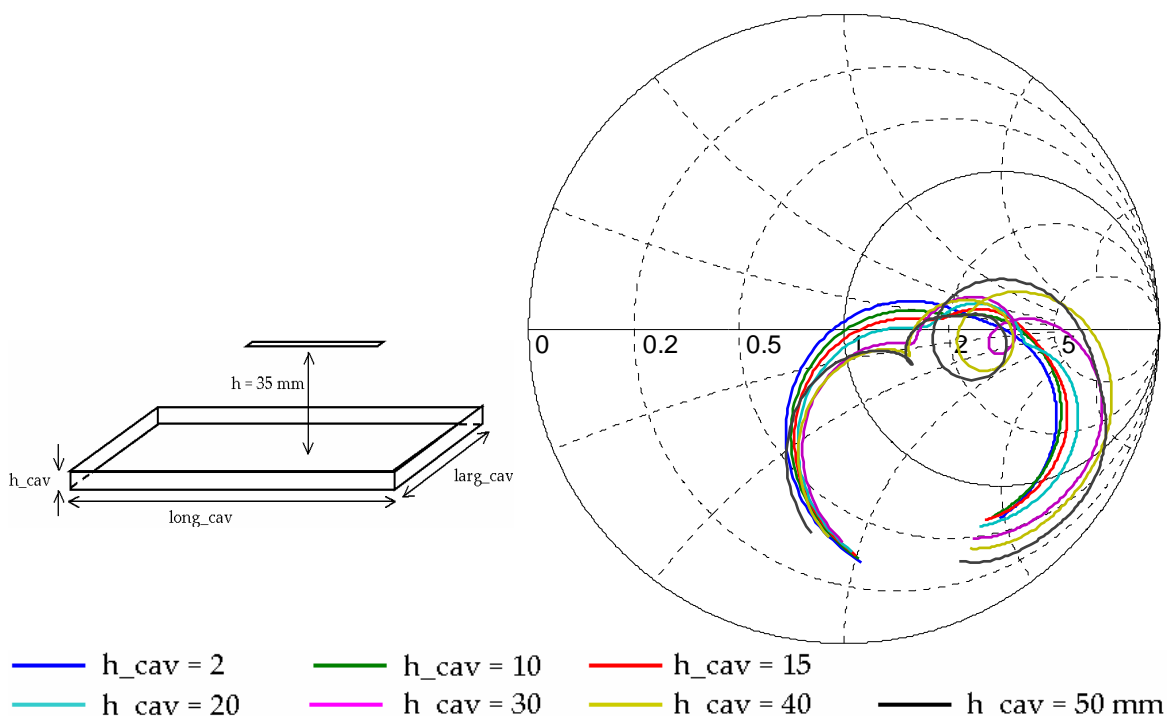 0 0.2 0.5 1 2 5
h = 35 mm
h_cav
larg_cav
long_cav
h_cav = 2 h_cav = 10 h_cav = 15
h_cav = 20 h_cav = 30 h_cav = 40 h_cav = 50 mm